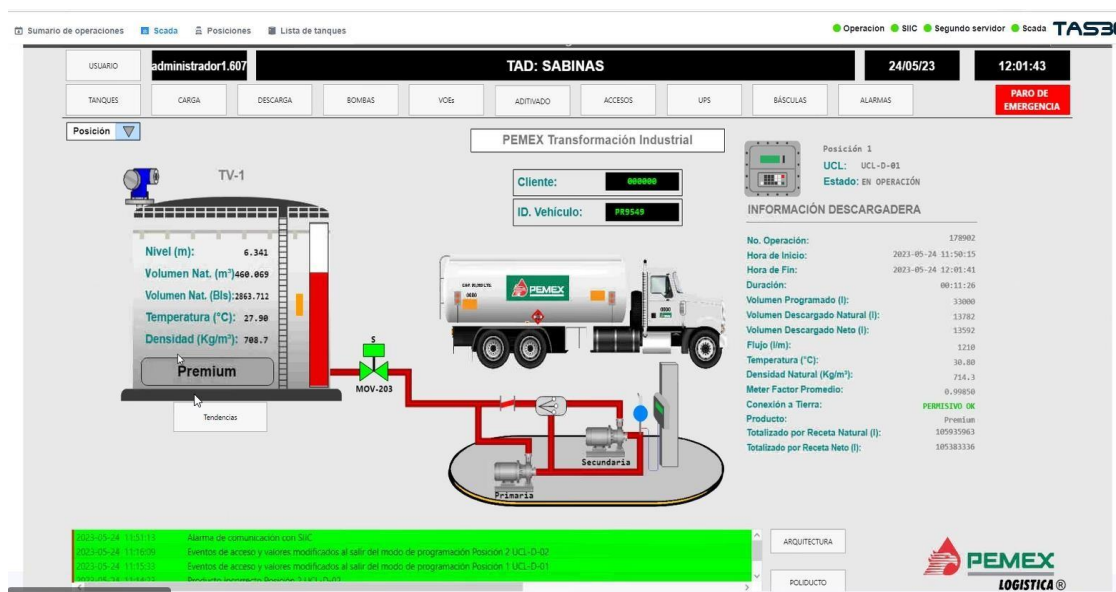 Sumario de operaciones Scada Posiciones Lista de tanques
Operacion SIIC Segundo servidor Scada TAS36
USUARIO administrador1.607 TAD: SABINAS 24/05/23 12:01:43
TANQUES CARGA DESCARGA BOMBAS VOEs ADITIVADO ACCESOS UPS BÁSCULAS ALARMAS PARO DE EMERGENCIA
Posición
PEMEX Transformación Industrial
TV-1
Cliente: 000000
ID. Vehículo: PR9549
Posición 1
UCL: UCL-D-01
Estado: EN OPERACIÓN
INFORMACIÓN DESCARGADERA
Nivel (m): 6.341
Volumen Nat. (m³) 460.069
Volumen Nat. (Bls): 2863.712
Temperatura (°C): 27.90
Densidad (Kg/m³): 708.7
Premium
Tendencias
S
MOV-203
PEMEX
0000
0000
Primaria
Secundaria
No. Operación: 178902
Hora de Inicio: 2023-05-24 11:50:15
Hora de Fin: 2023-05-24 12:01:41
Duración: 00:11:26
Volumen Programado (l): 33000
Volumen Descargado Natural (l): 13782
Volumen Descargado Neto (l): 13592
Flujo (l/m): 1210
Temperatura (°C): 30.80
Densidad Natural (Kg/m³): 714.3
Meter Factor Promedio: 0.99850
Conexión a Tierra: PERMISIVO OK
Producto: Premium
Totalizado por Receta Natural (l): 105935963
Totalizado por Receta Neto (l): 105383336
2023-05-24 11:51:13 Alarma de comunicación con SIIC
2023-05-24 11:16:09 Eventos de acceso y valores modificados al salir del modo de programación Posición 2 UCL-D-02
2023-05-24 11:15:33 Eventos de acceso y valores modificados al salir del modo de programación Posición 1 UCL-D-01
Producto incorrecto Posición 2 UCL-D-02
ARQUITECTURA
POLIDUCTO
PEMEX
LOGISTICA®